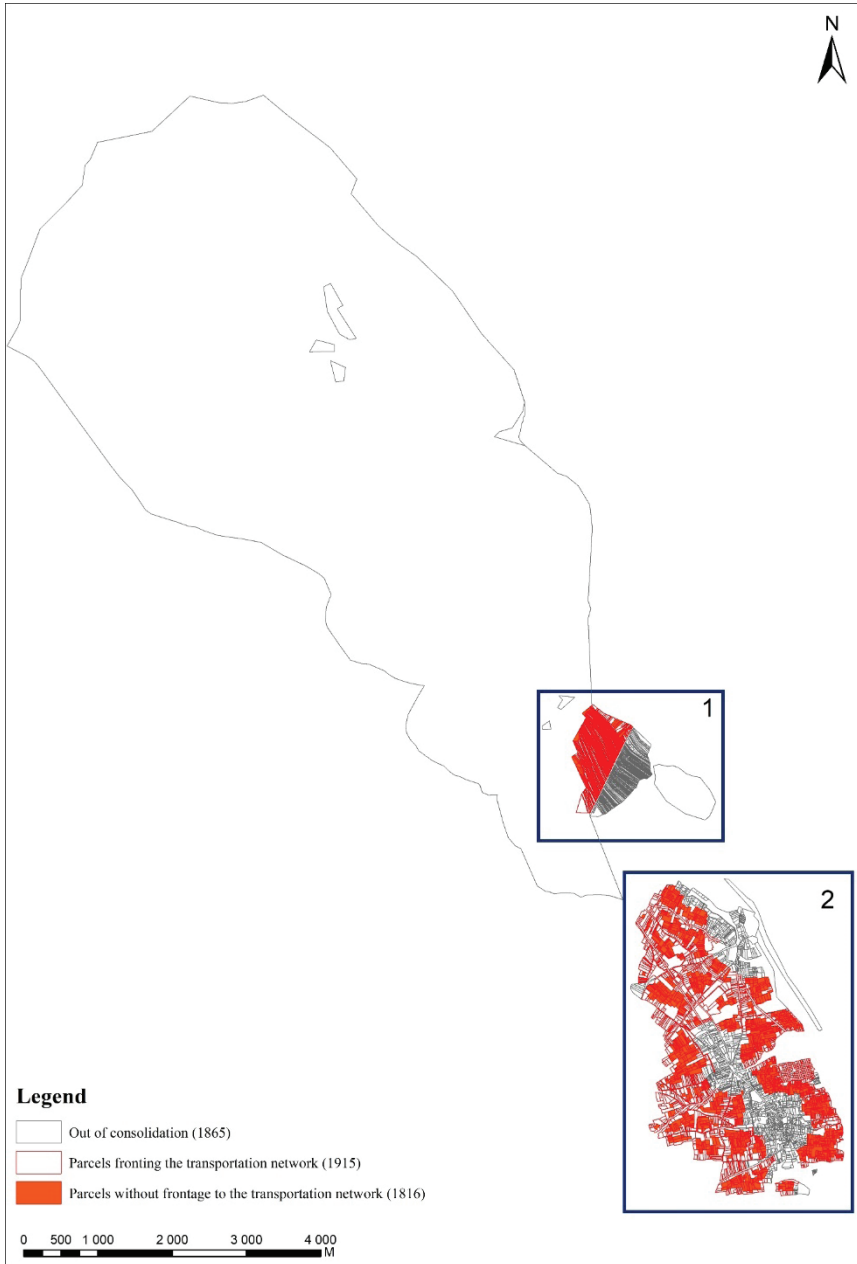 N
1
2
Legend
Out of consolidation (1865)
Parcels fronting the transportation network (1915)
Parcels without frontage to the transportation network (1816)
0 500 1 000 2 000 3 000 4 000
M